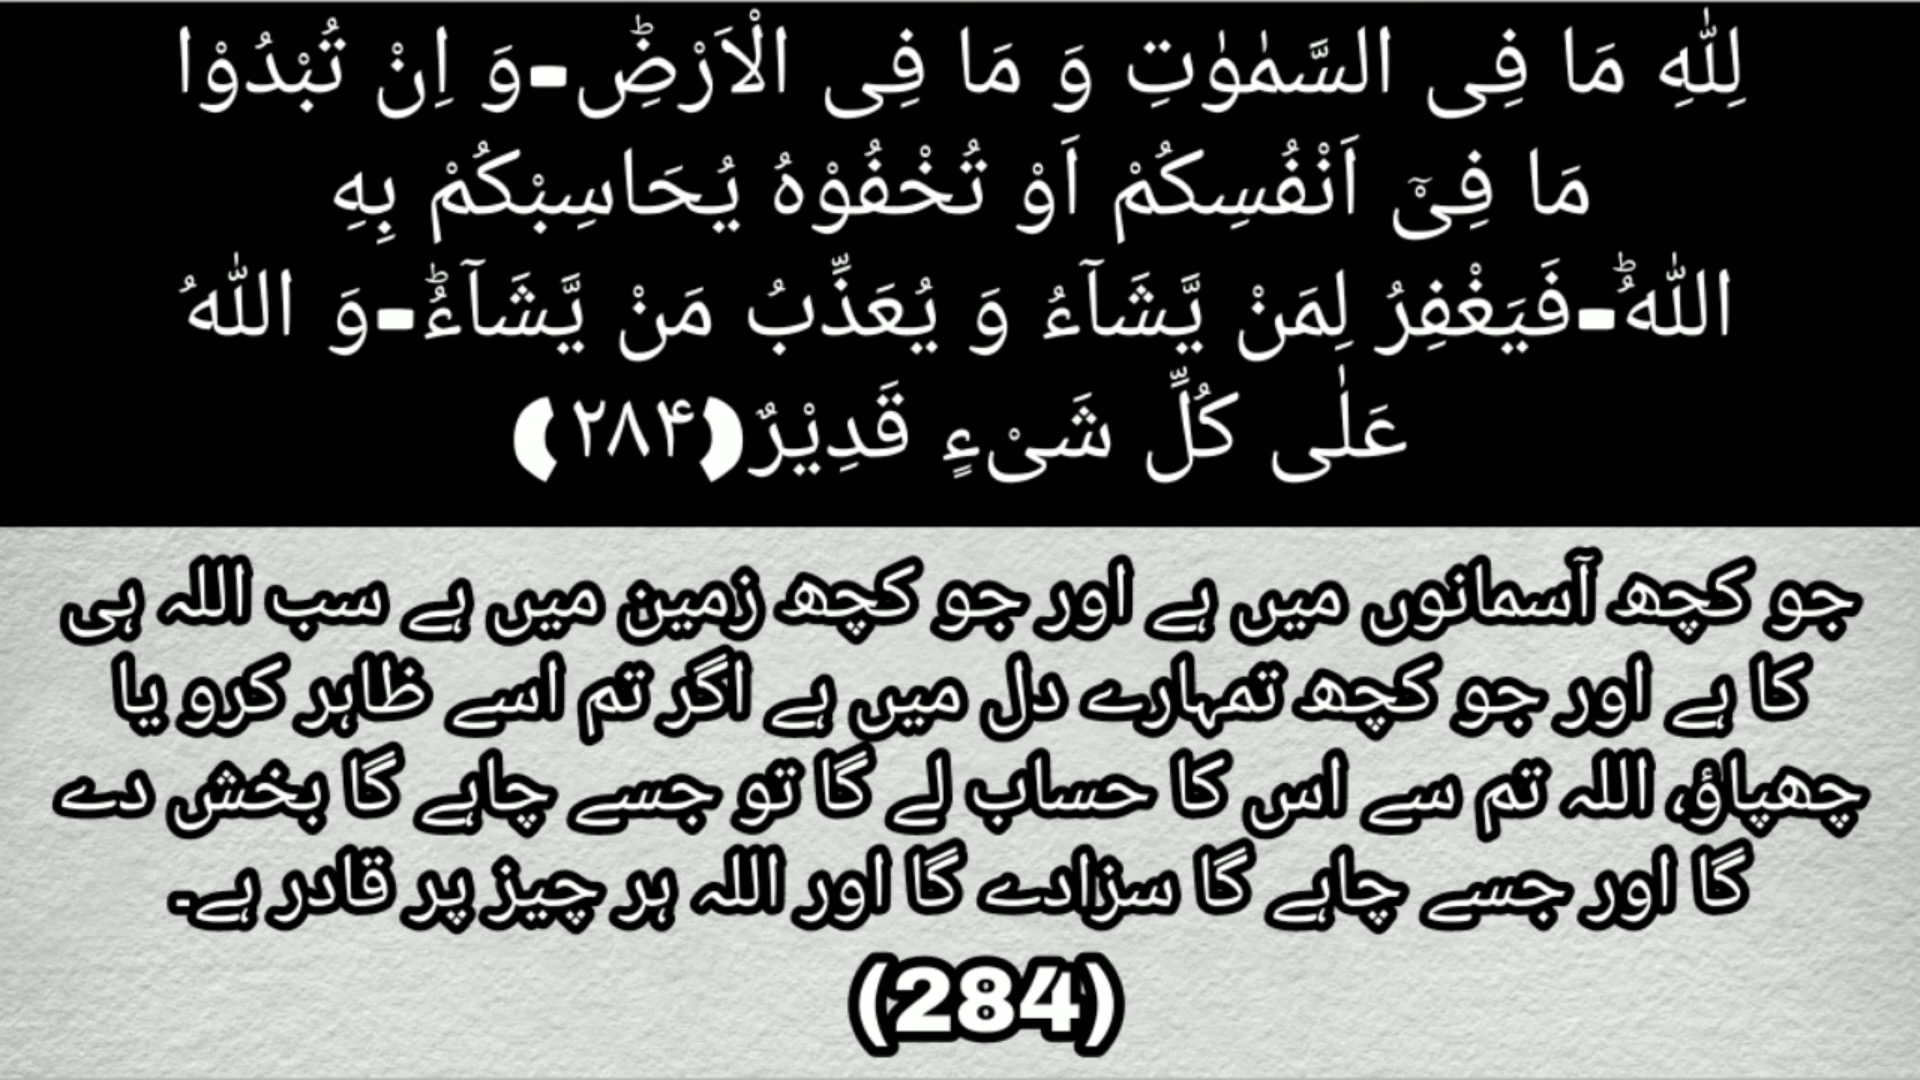 لِلّٰهِ مَا فِی السَّمٰوٰتِ وَ مَا فِی الْاَرْضِؕ-وَ اِنْ تُبْدُوْا
مَا فِیْۤ اَنْفُسِكُمْ اَوْ تُخْفُوْهُ یُحَاسِبْكُمْ بِهِ
اللّٰهُؕ-فَیَغْفِرُ لِمَنْ یَّشَآءُ وَ یُعَذِّبُ مَنْ یَّشَآءُؕ-وَ اللّٰهُ
عَلٰى كُلِّ شَیْءٍ قَدِیْرٌ(۲۸۴)
جو کچھ آسمانوں میں ہے اور جو کچھ زمین میں ہے سب اللہ ہی
کا ہے اور جو کچھ تمہارے دل میں ہے اگر تم اسے ظاہر کرو یا
چھپاؤ، اللہ تم سے اس کا حساب لے گا تو جسے چاہے گا بخش دے
گا اور جسے چاہے گا سزادے گا اور اللہ ہر چیز پر قادر ہے۔
(284)